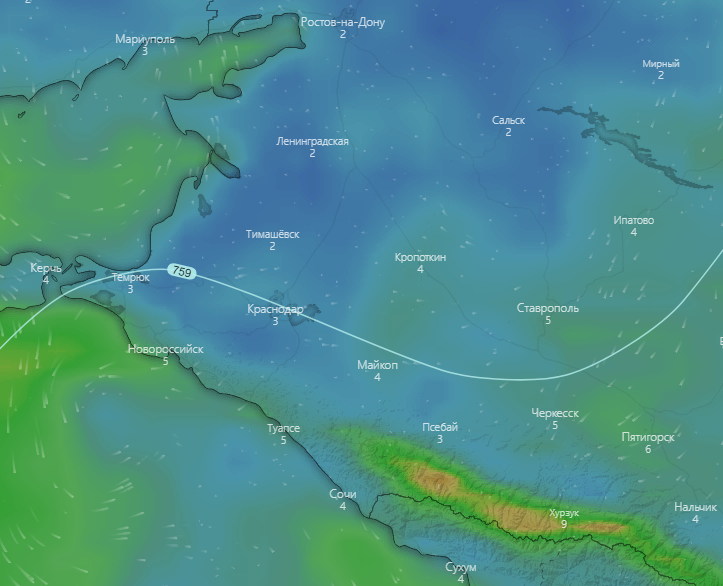 2
Ростов-на-Дону
2
Мариуполь
3
Мирный
2
Сальск
2
Ленинградская
2
Ипатово
4
Тимашёвск
2
Кропоткин
4
Керчь
4
759
Темрюк
3
Краснодар
3
Ставрополь
5
Новороссийск
5
Майкоп
4
Черкесск
5
Туапсе
5
Псебай
3
Пятигорск
6
Сочи
4
Хурзук
9
Нальчик
4
Сухум
4